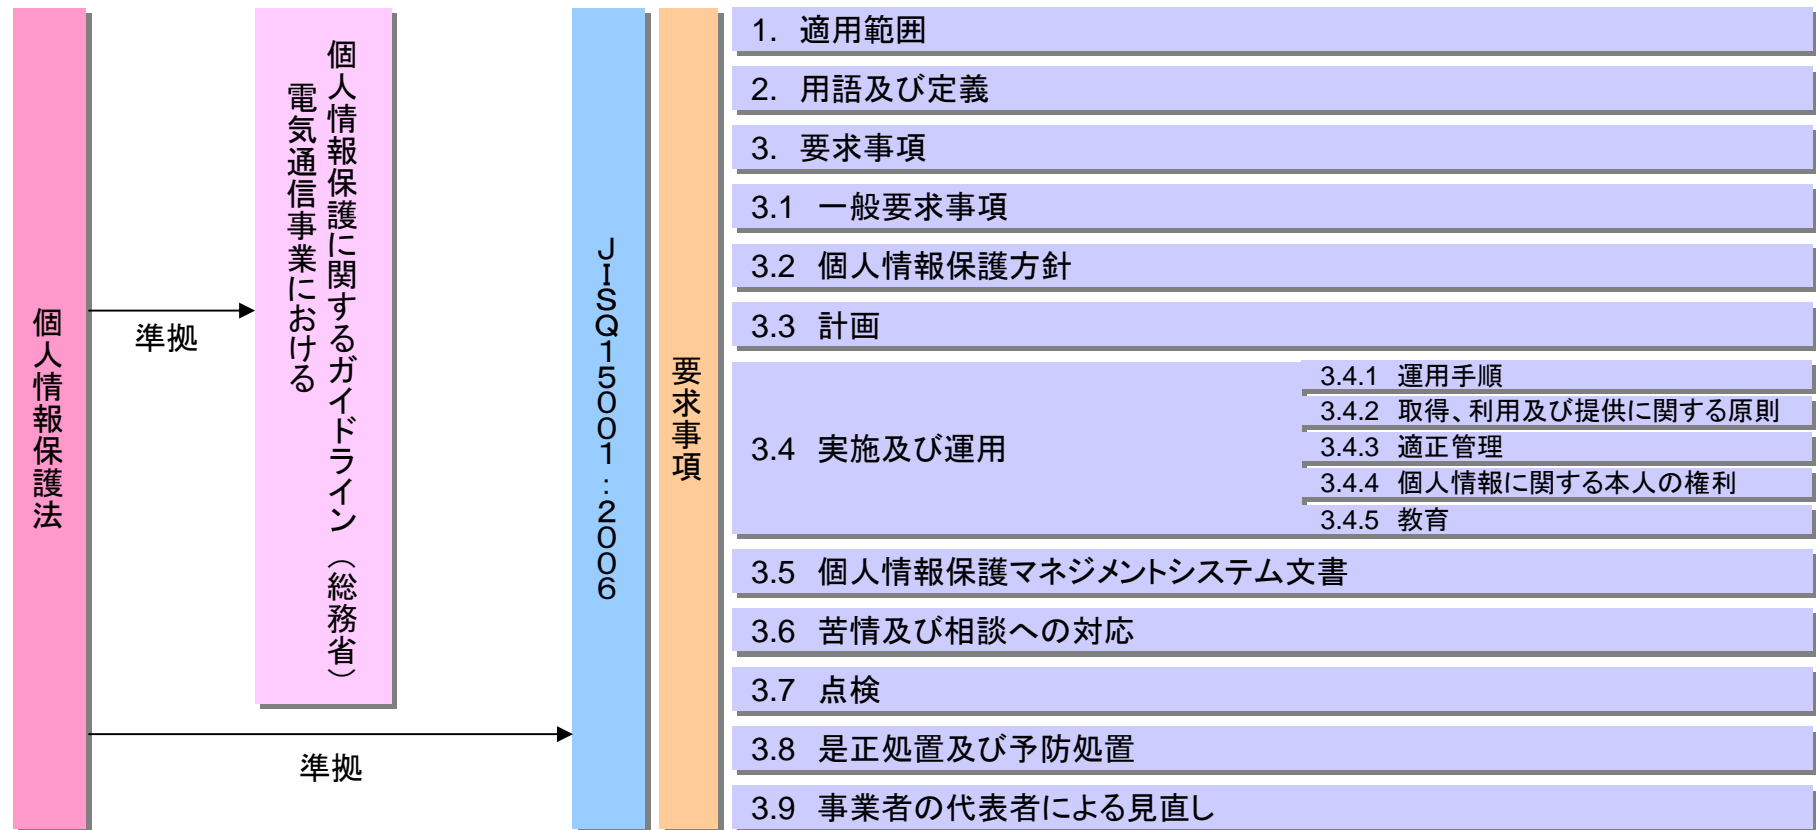 個人情報保護法
準拠
準拠
電気通信事業における
個人情報保護に関するガイドライン（総務省）
ＪＩＳＱ１５００１：２００６
要求事項
1. 適用範囲
2. 用語及び定義
3. 要求事項
3.1 一般要求事項
3.2 個人情報保護方針
3.3 計画
3.4 実施及び運用
3.4.1 運用手順
3.4.2 取得、利用及び提供に関する原則
3.4.3 適正管理
3.4.4 個人情報に関する本人の権利
3.4.5 教育
3.5 個人情報保護マネジメントシステム文書
3.6 苦情及び相談への対応
3.7 点検
3.8 是正処置及び予防処置
3.9 事業者の代表者による見直し